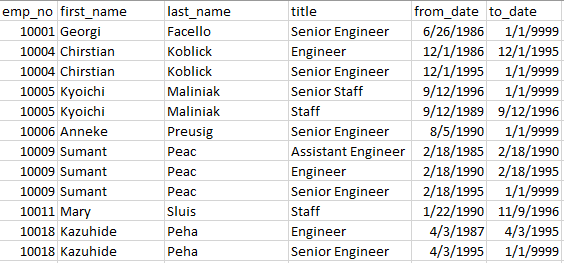 emp_no first_name last_name title from_date to_date
10001 Georgi Facello Senior Engineer 6/26/1986 1/1/9999
10004 Chirstian Koblick Engineer 12/1/1986 12/1/1995
10004 Chirstian Koblick Senior Engineer 12/1/1995 1/1/9999
10005 Kyoichi Maliniak Senior Staff 9/12/1996 1/1/9999
10005 Kyoichi Maliniak Staff 9/12/1989 9/12/1996
10006 Anneke Preusig Senior Engineer 8/5/1990 1/1/9999
10009 Sumant Peac Assistant Engineer 2/18/1985 2/18/1990
10009 Sumant Peac Engineer 2/18/1990 2/18/1995
10009 Sumant Peac Senior Engineer 2/18/1995 1/1/9999
10011 Mary Sluis Staff 1/22/1990 11/9/1996
10018 Kazuhide Peha Engineer 4/3/1987 4/3/1995
10018 Kazuhide Peha Senior Engineer 4/3/1995 1/1/9999